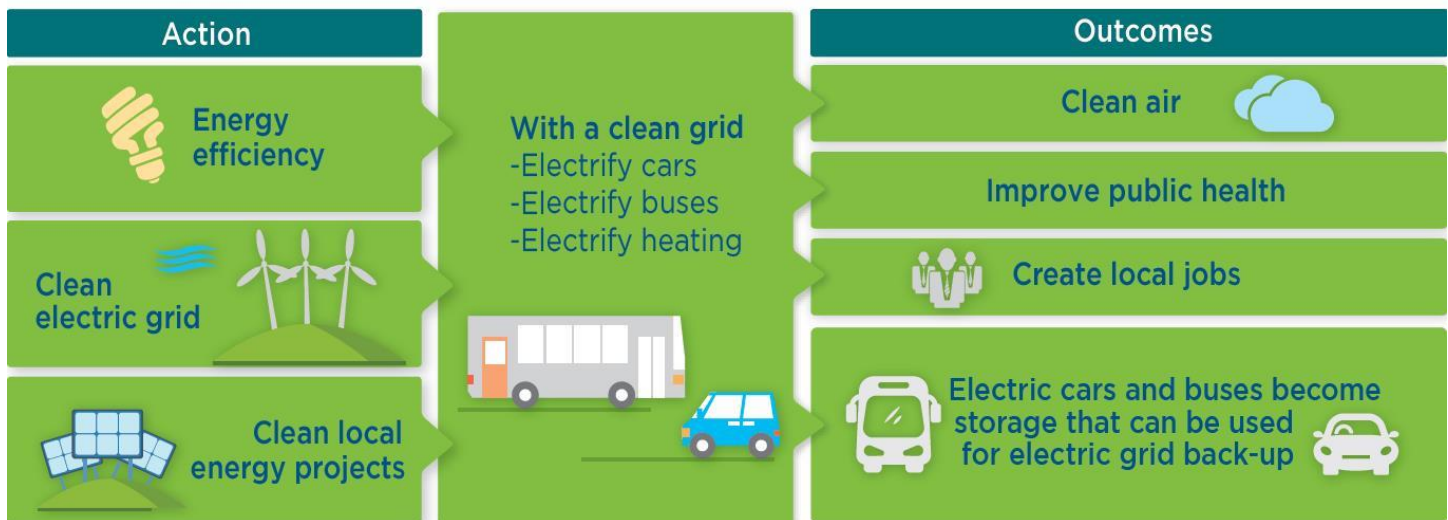 Action
Energy
efficiency
Clean
electric grid
Clean local
energy projects
With a clean grid
-Electrify cars
-Electrify buses
-Electrify heating
Outcomes
Clean air
Improve public health
Create local jobs
Electric cars and buses become
storage that can be used
for electric grid back-up